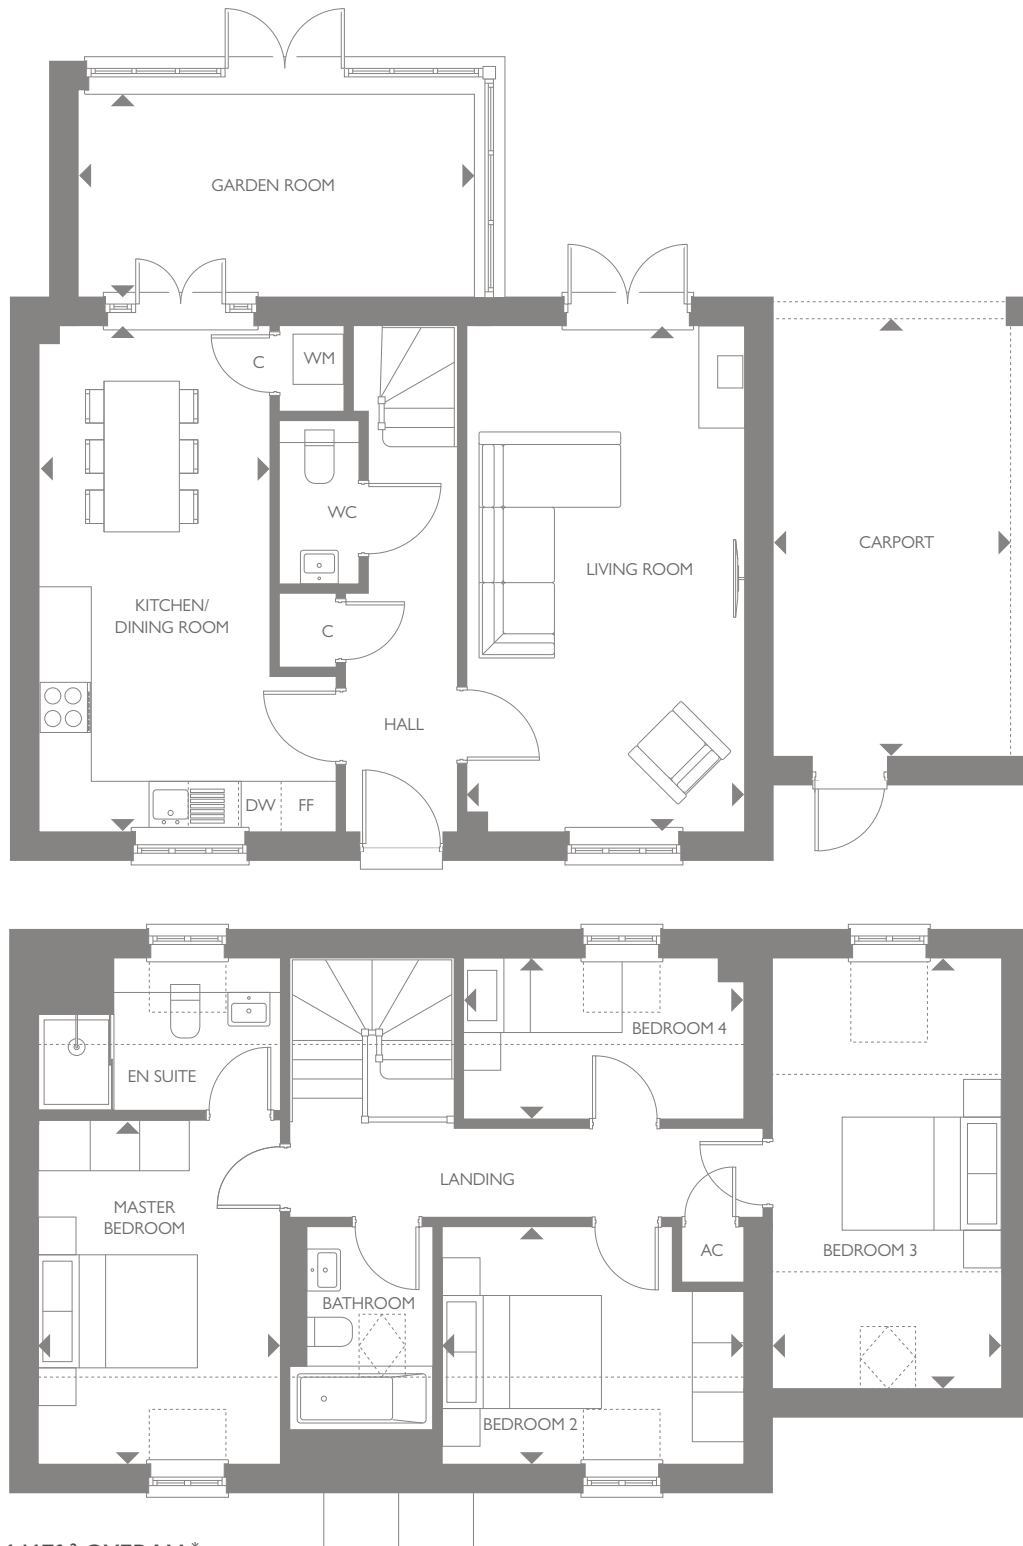 GARDEN ROOM
C
WM
WC
CARPORT
LIVING ROOM
KITCHEN/
DINING ROOM
C
HALL
DW
FF
BEDROOM 4
EN SUITE
LANDING
MASTER
BEDROOM
AC
BEDROOM 3
BATHROOM
BEDROOM 2